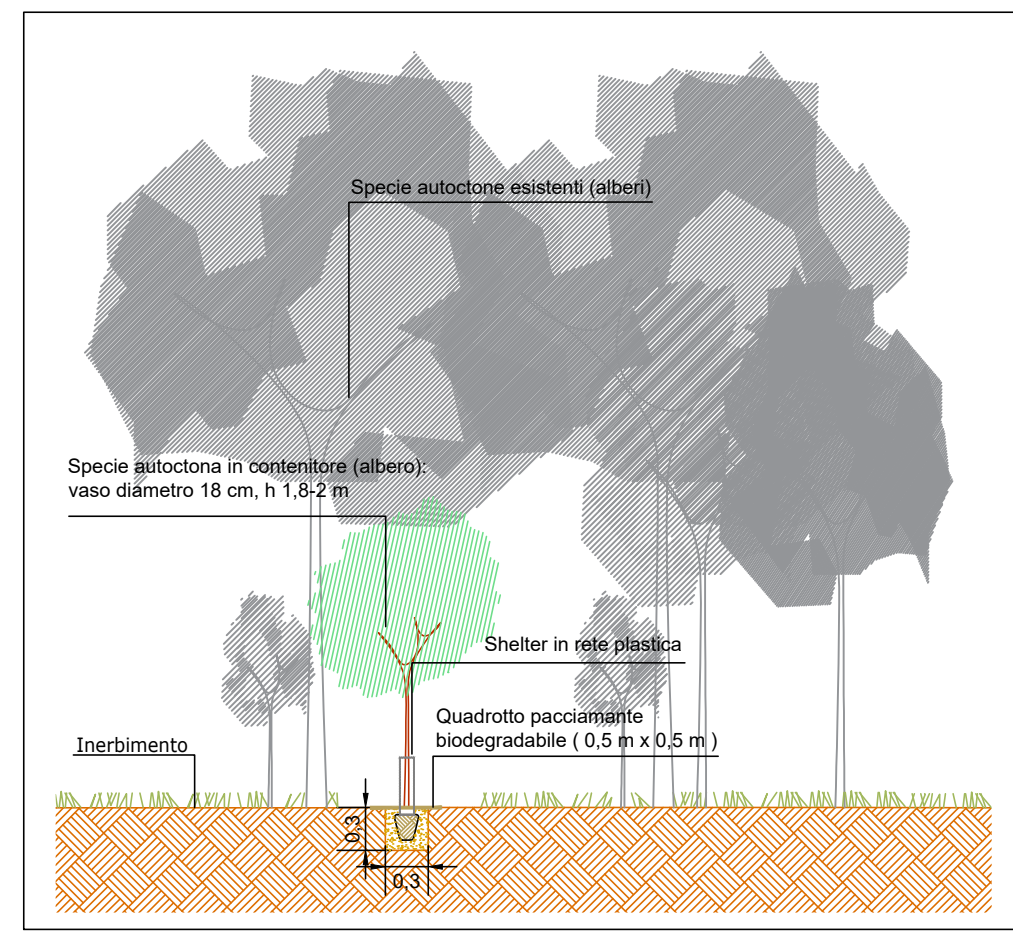 Specie autoctone esistenti (alberi)
Specie autoctona in contenitore (albero):
vaso diametro 18 cm, h 1,8-2 m
Shelter in rete plastica
Quadrotto pacciamante
biodegradabile ( 0,5 m x 0,5 m )
Inerbimento
0,3
0,3